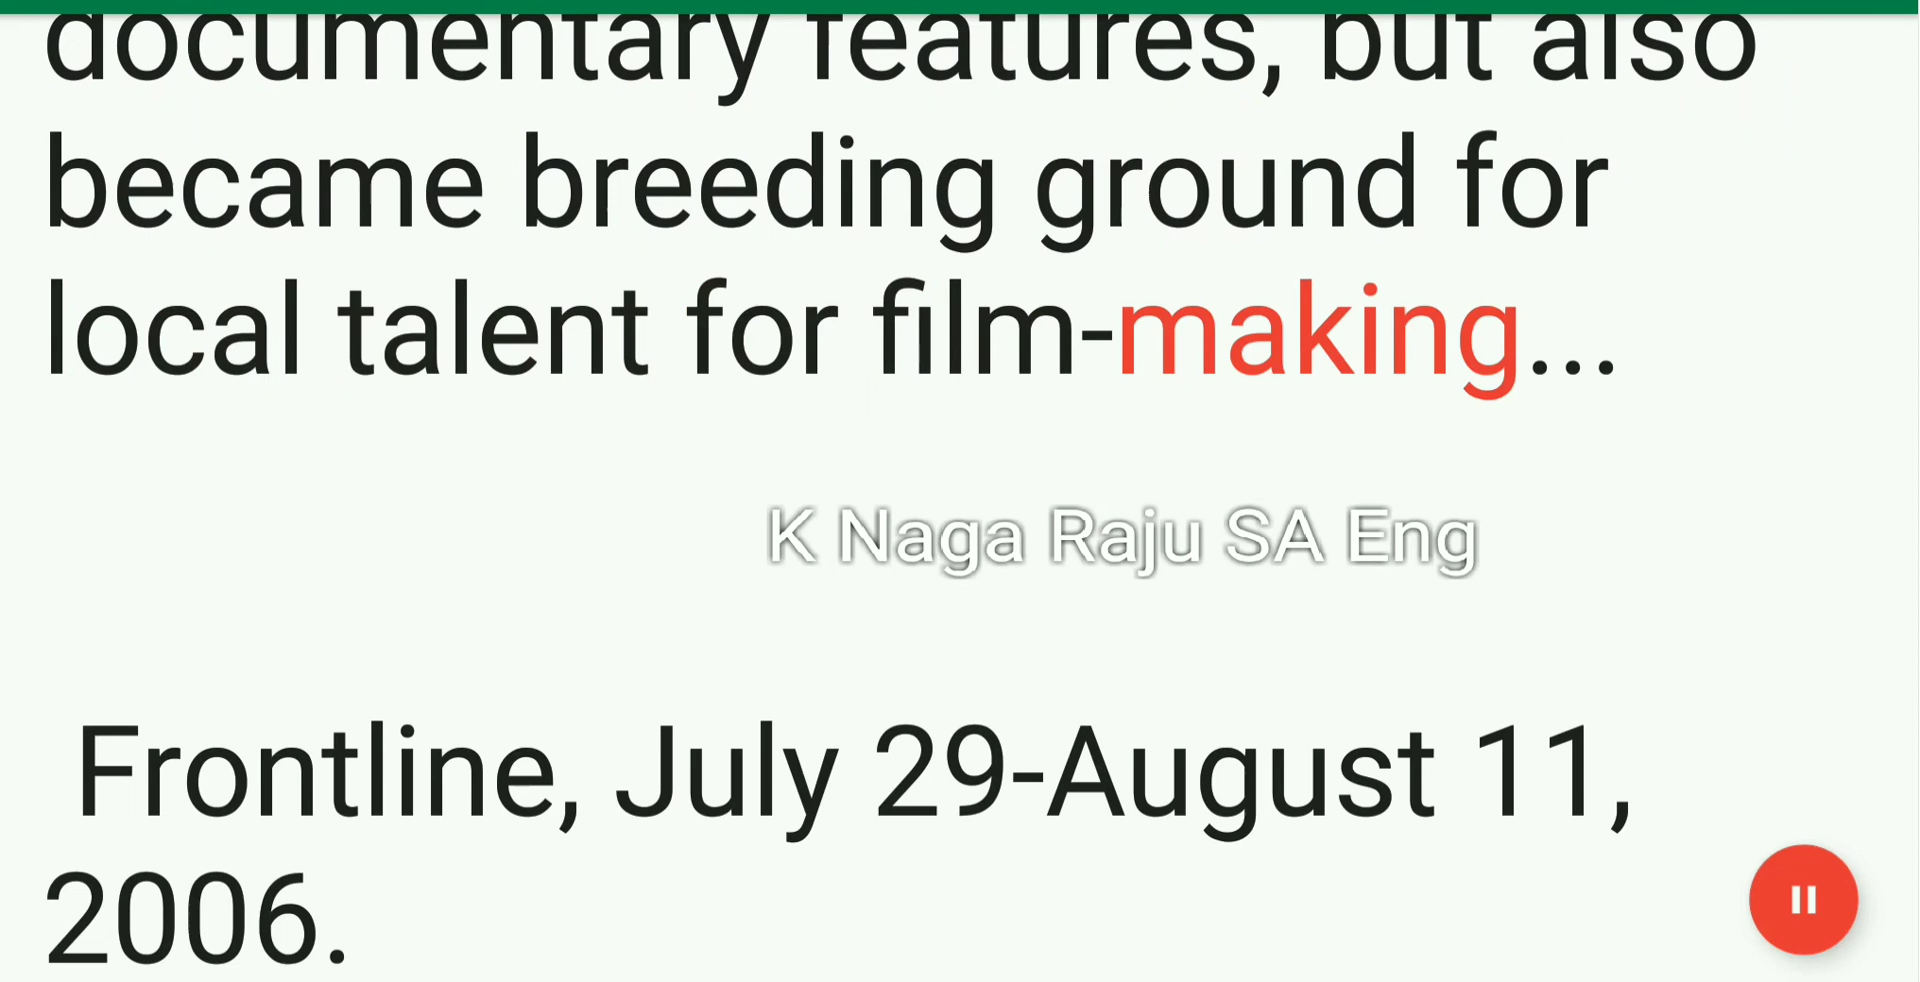 documentary features, but also
became breeding ground for
local talent for film-making...
K Naga Raju SA Eng
Frontline, July 29-August 11,
2006.